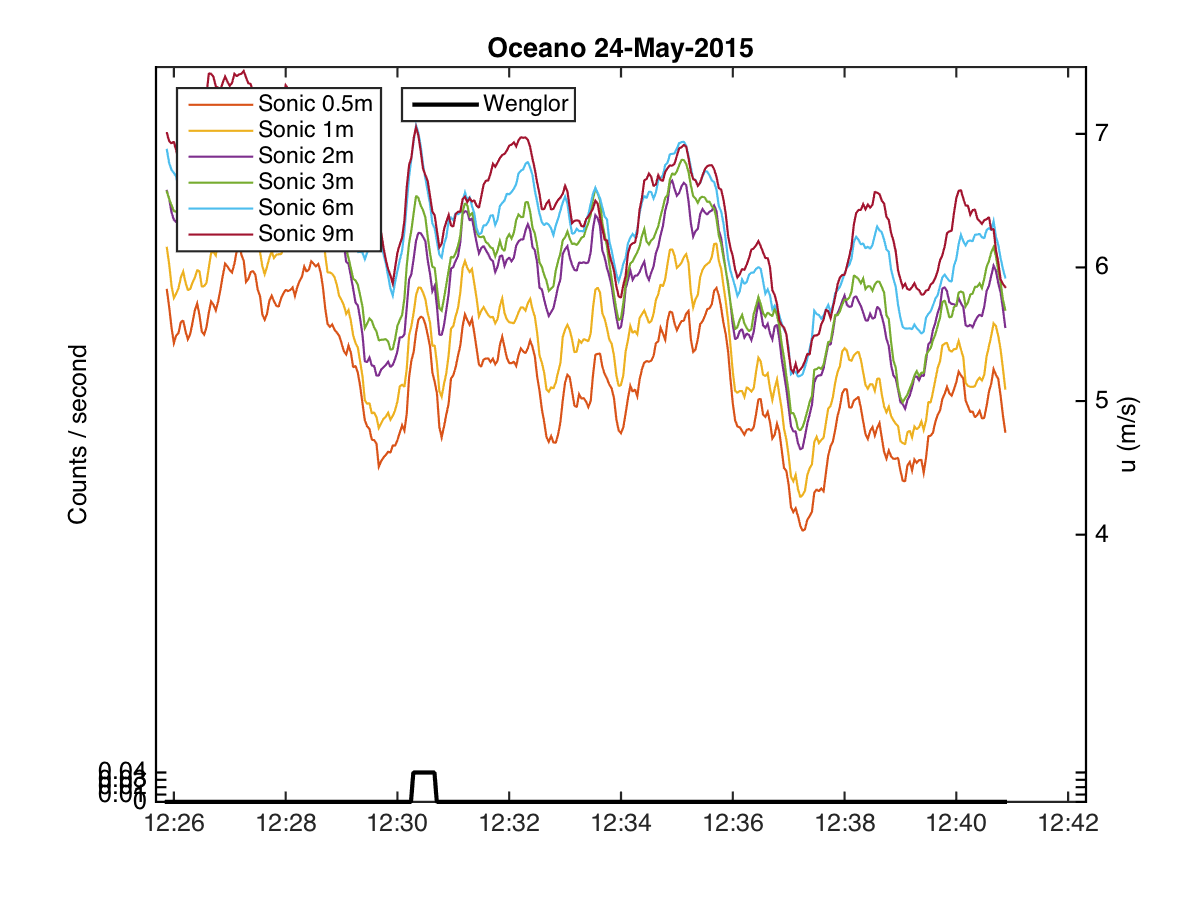 Oceano 24-May-2015
Sonic 0.5m
Sonic 1m
Sonic 2m
Sonic 3m
Sonic 6m
Sonic 9m
Wenglor
Counts / second
u (m/s)
7
6
5
4
0.04
0
12:26 12:28 12:30 12:32 12:34 12:36 12:38 12:40 12:42